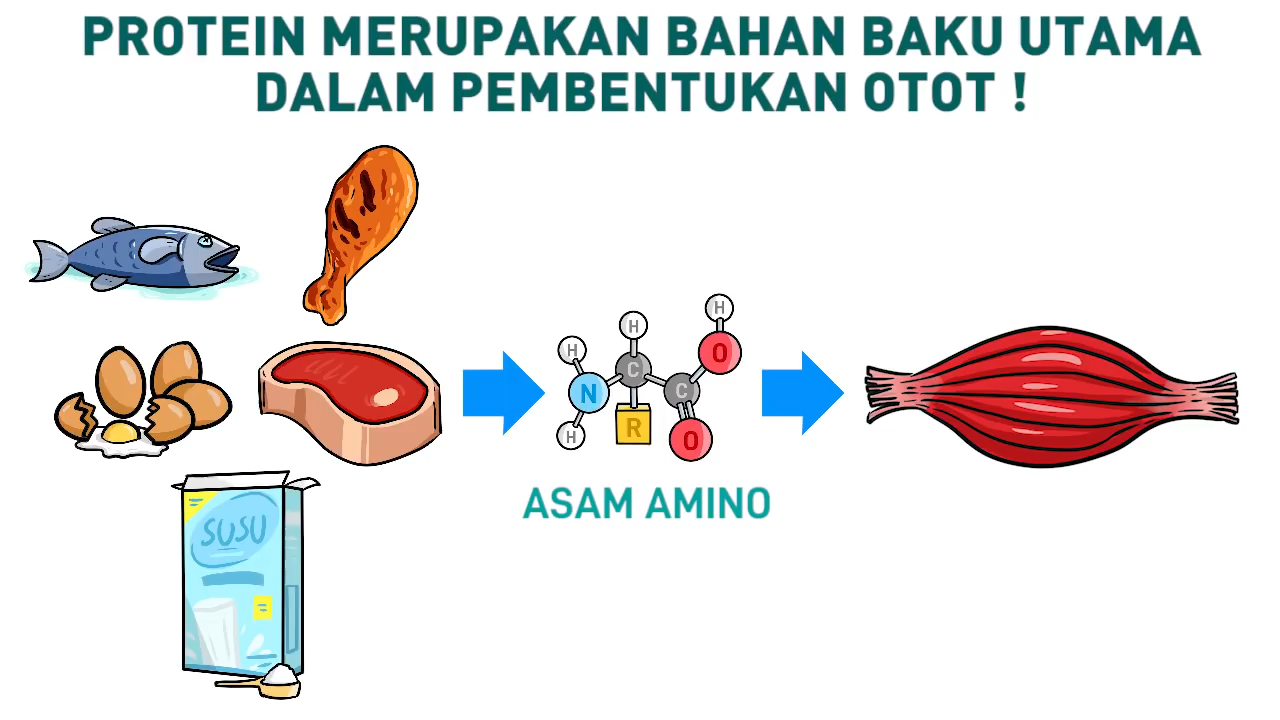 PROTEIN MERUPAKAN BAHAN BAKU UTAMA
DALAM PEMBENTUKAN OTOT !
SUSU
H
H
H
N
C
C
O
H
R
O
ASAM AMINO